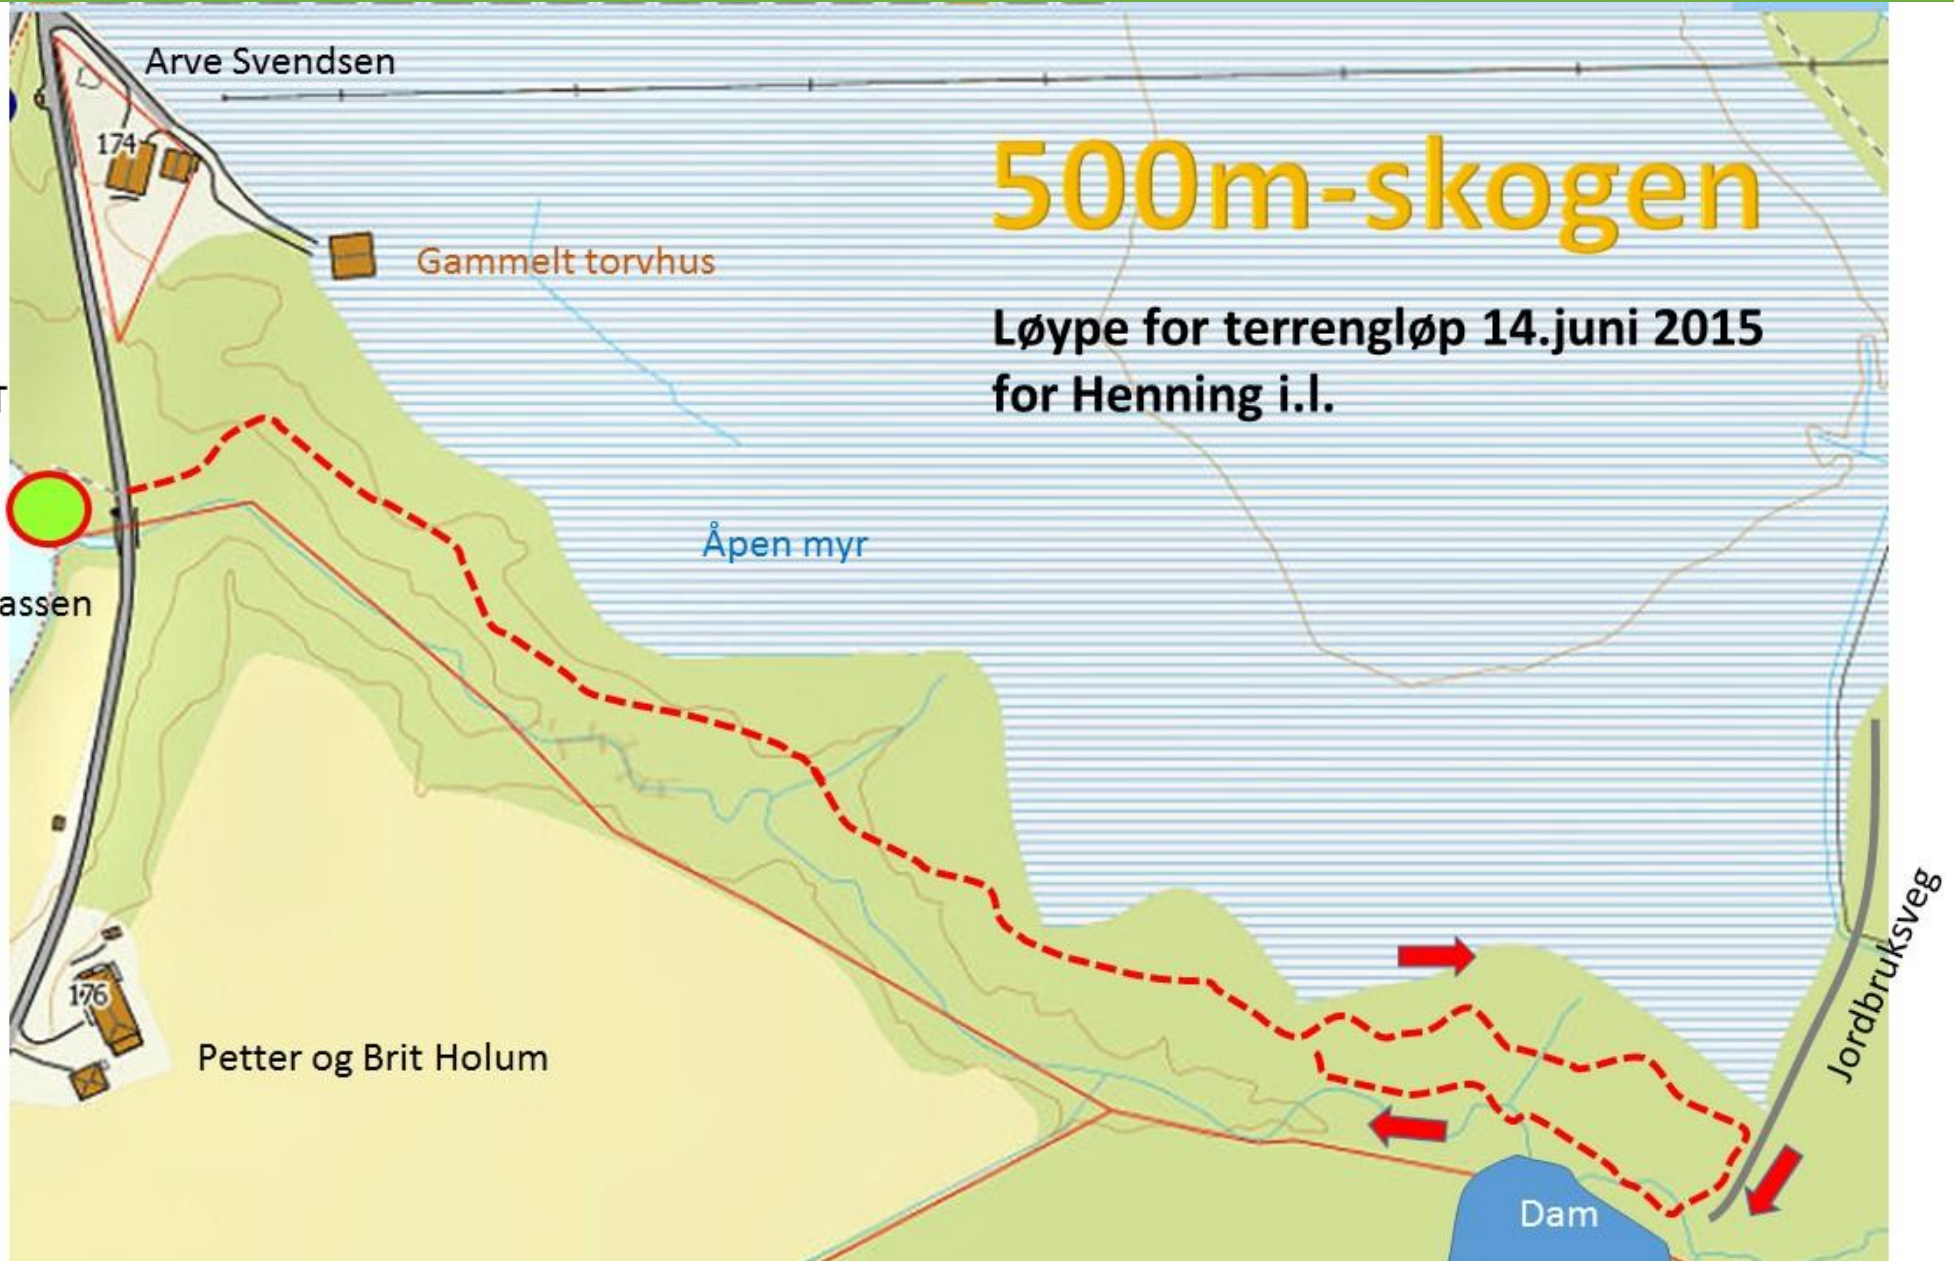 Arve Svendsen
174
500m-skogen
Gammelt torvhus
Løype for terrengløp 14.juni 2015
for Henning i.l.
Åpen myr
assen
Jordbruksveg
176
Petter og Brit Holum
Dam